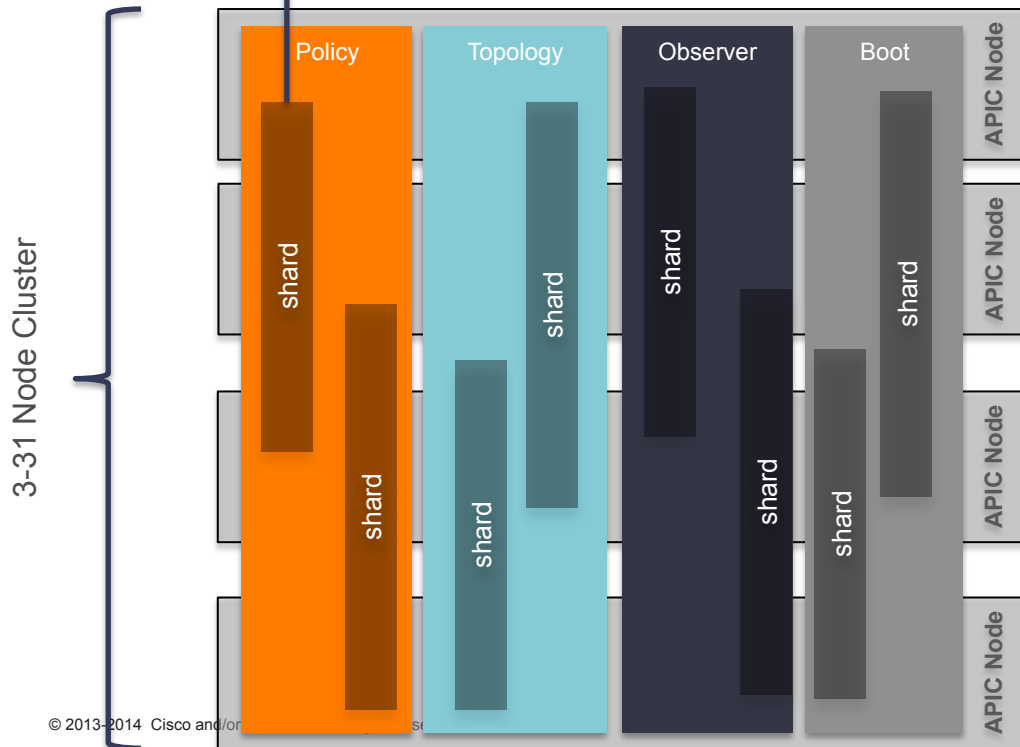 Policy
Topology
Observer
Boot
APIC Node
shard
shard
shard
shard
APIC Node
3-31 Node Cluster
shard
shard
shard
shard
APIC Node
APIC Node
© 2013-2014 Cisco and/or